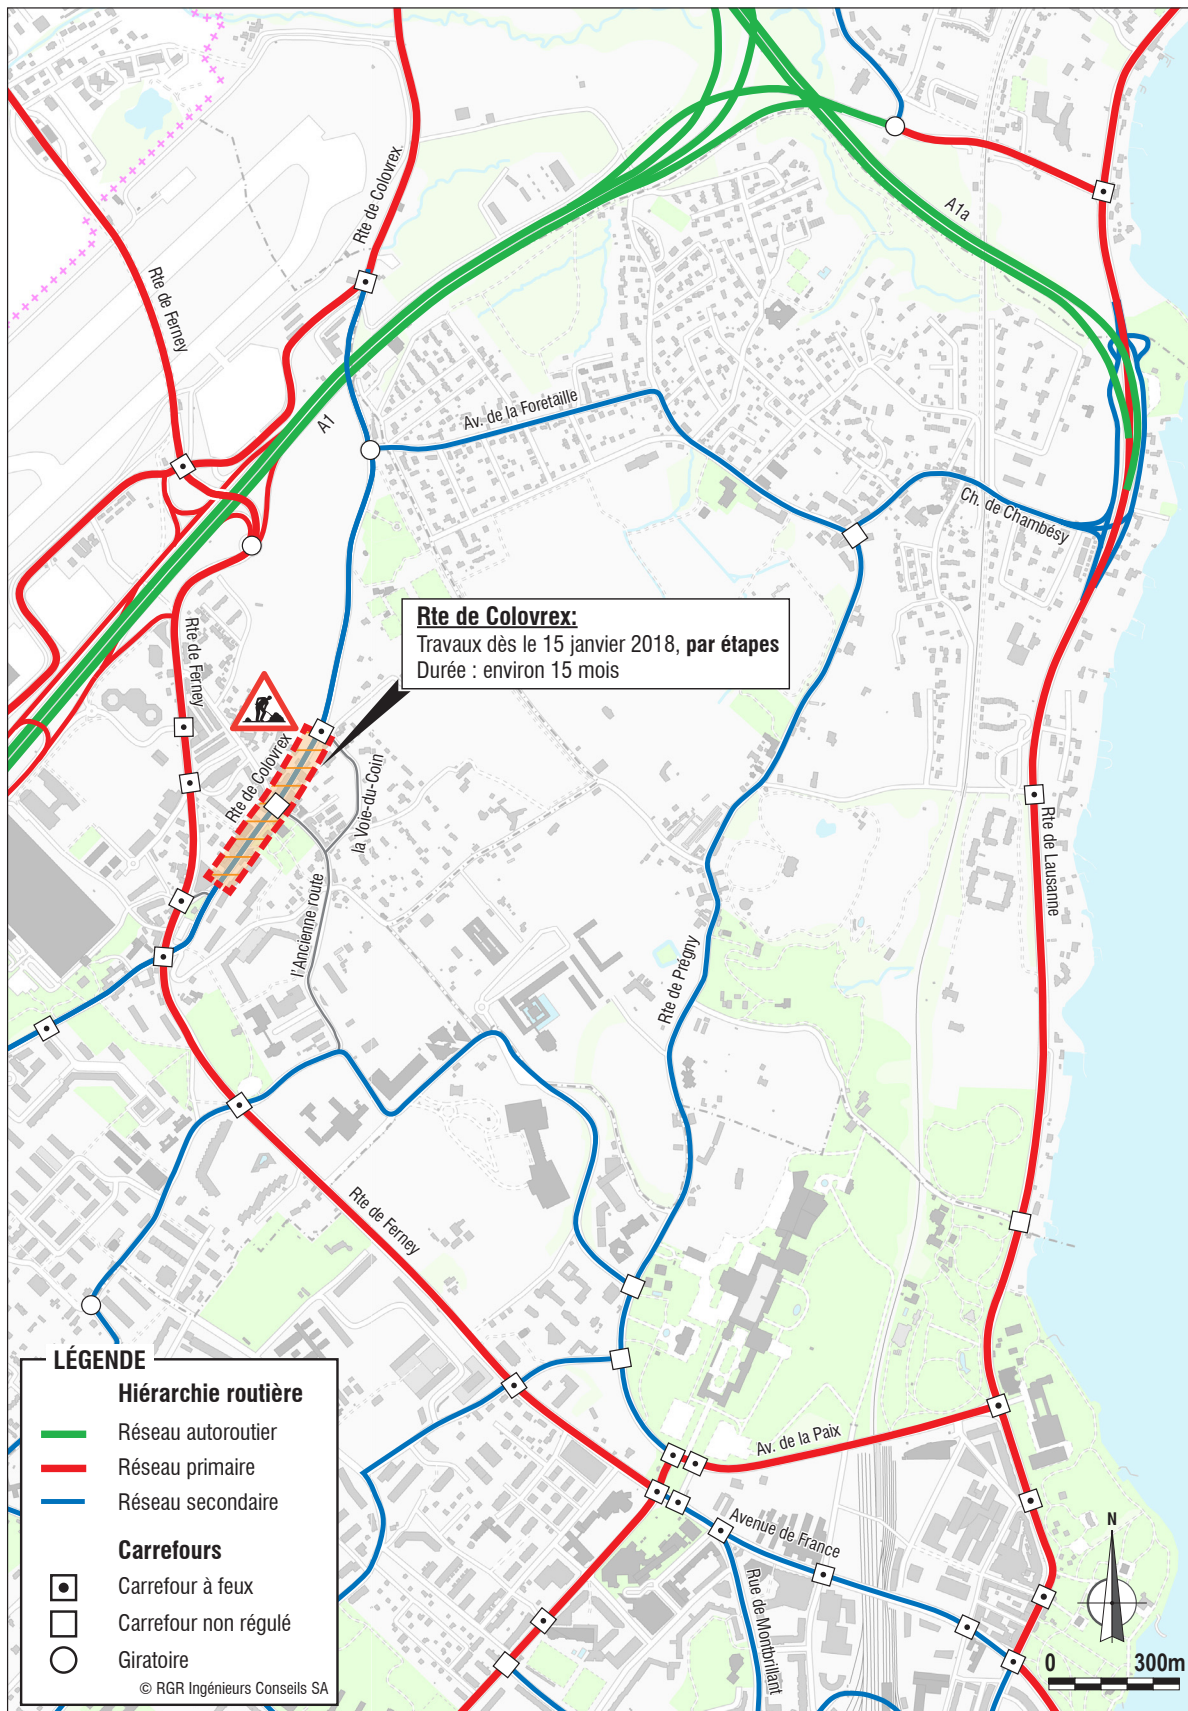 Rte de Colovrex
A1a
Rte de Ferney
Av. de la Foretaille
A1
Ch. de Chambésy
Rte de Colovrex:
Travaux dès le 15 janvier 2018, par étapes
Durée : environ 15 mois
Rte de Ferney
Rte de Colovrex
la Voie-du-Coin
Rte de Lausanne
l'Ancienne route
Rte de Prégny
Rte de Ferney
LÉGENDE
Hiérarchie routière
Réseau autoroutier
Réseau primaire
Réseau secondaire
Carrefours
Carrefour à feux
Carrefour non régulé
Giratoire
© RGR Ingénieurs Conseils SA
Av. de la Paix
Avenue de France
Rue de Montbrillant
N
0 300m